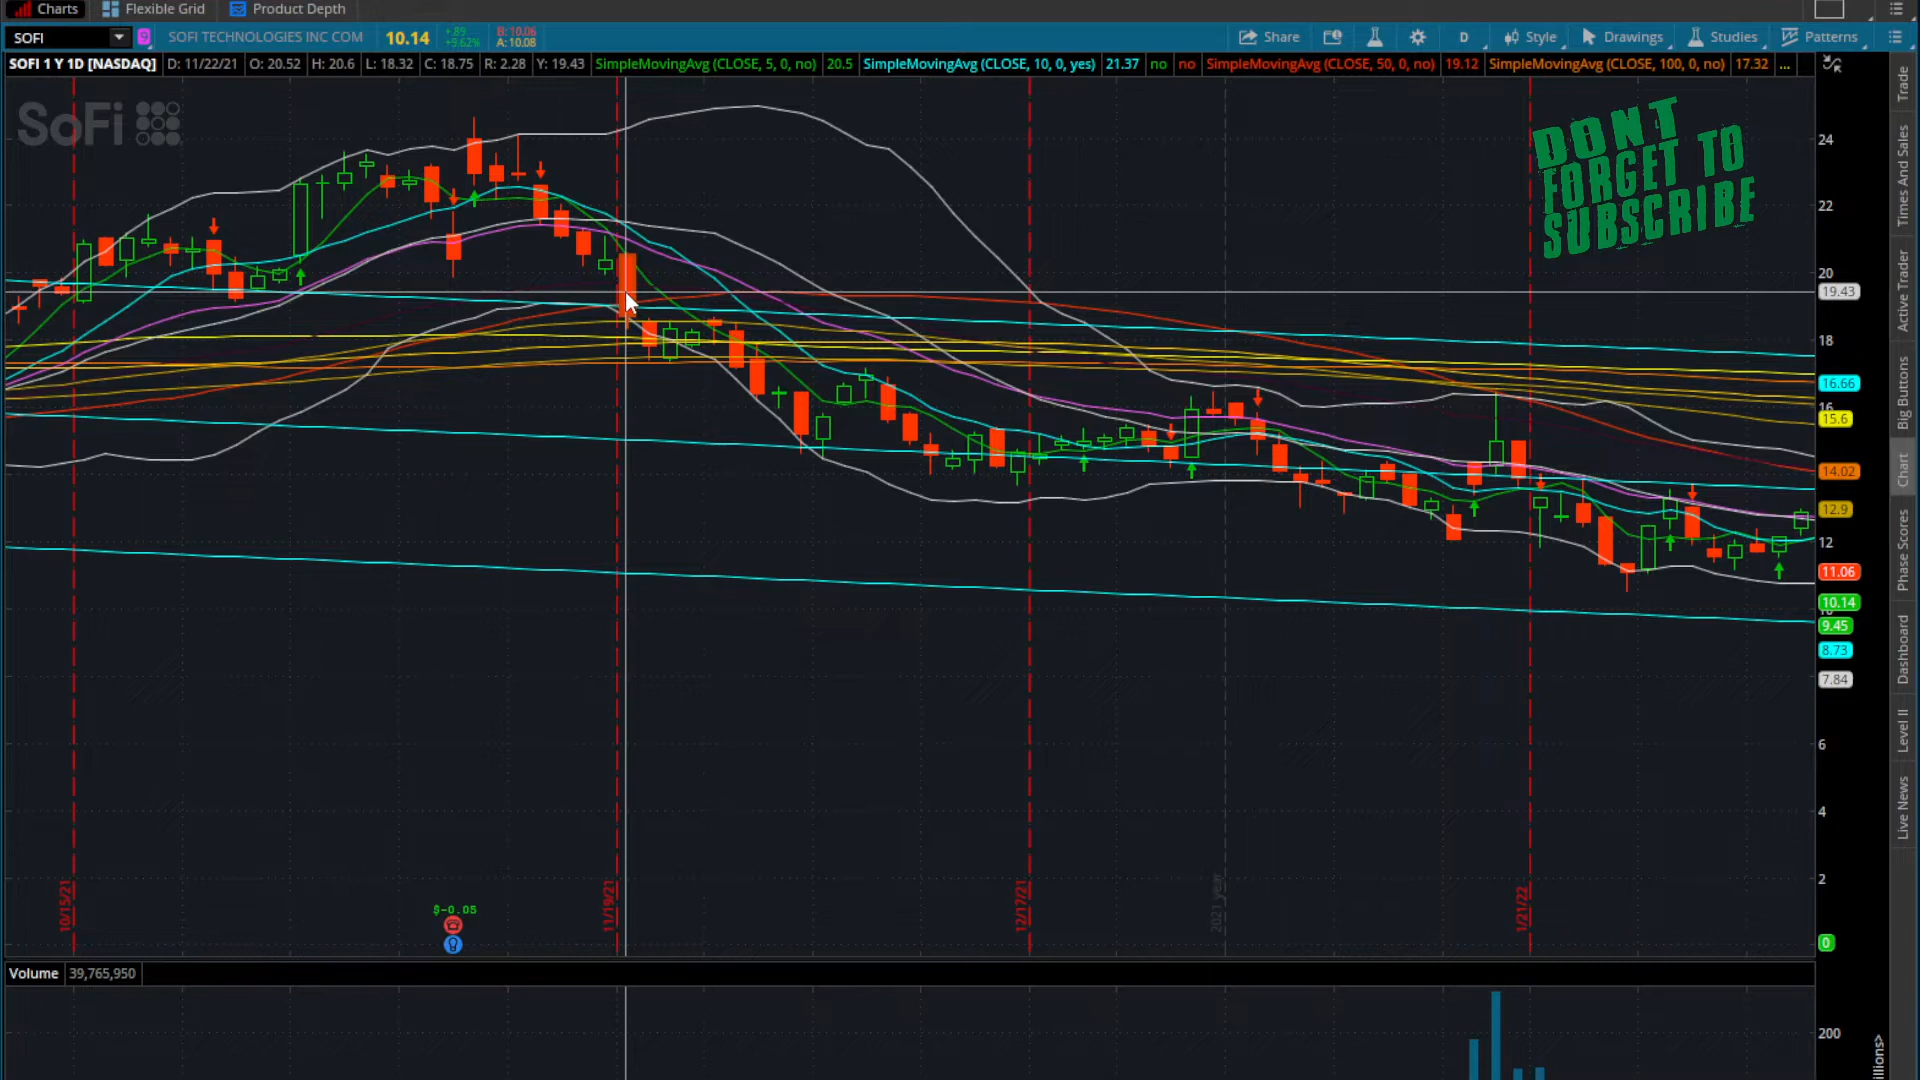 Charts Flexible Grid Product Depth
SOFI 9 SOFI TECHNOLOGIES INC COM 10.14 +.89 +9.62% B: 10.06 A: 10.08 Share D Style Drawings Studies Patterns
SOFI 1 Y 1D [NASDAQ] D: 11/22/21 O: 20.52 H: 20.6 L: 18.32 C: 18.75 R: 2.28 Y: 19.43 SimpleMovingAvg (CLOSE, 5, 0, no) 20.5 SimpleMovingAvg (CLOSE, 10, 0, yes) 21.37 no no SimpleMovingAvg (CLOSE, 50, 0, no) 19.12 SimpleMovingAvg (CLOSE, 100, 0, no) 17.32 ...
SoFi
DONT
FORGET TO
SUBSCRIBE
24
22
20
19.43
18
16.66
16
15.6
14.02
12.9
12
11.06
10.14
9.45
8.73
7.84
6
4
2
0
Trade
Times And Sales
Active Trader
Big Buttons
Chart
Phase Scores
Dashboard
Level II
Live News
10/15/21
11/19/21
12/17/21
2021 year
1/21/22
$-0.05
Volume 39,765,950
200